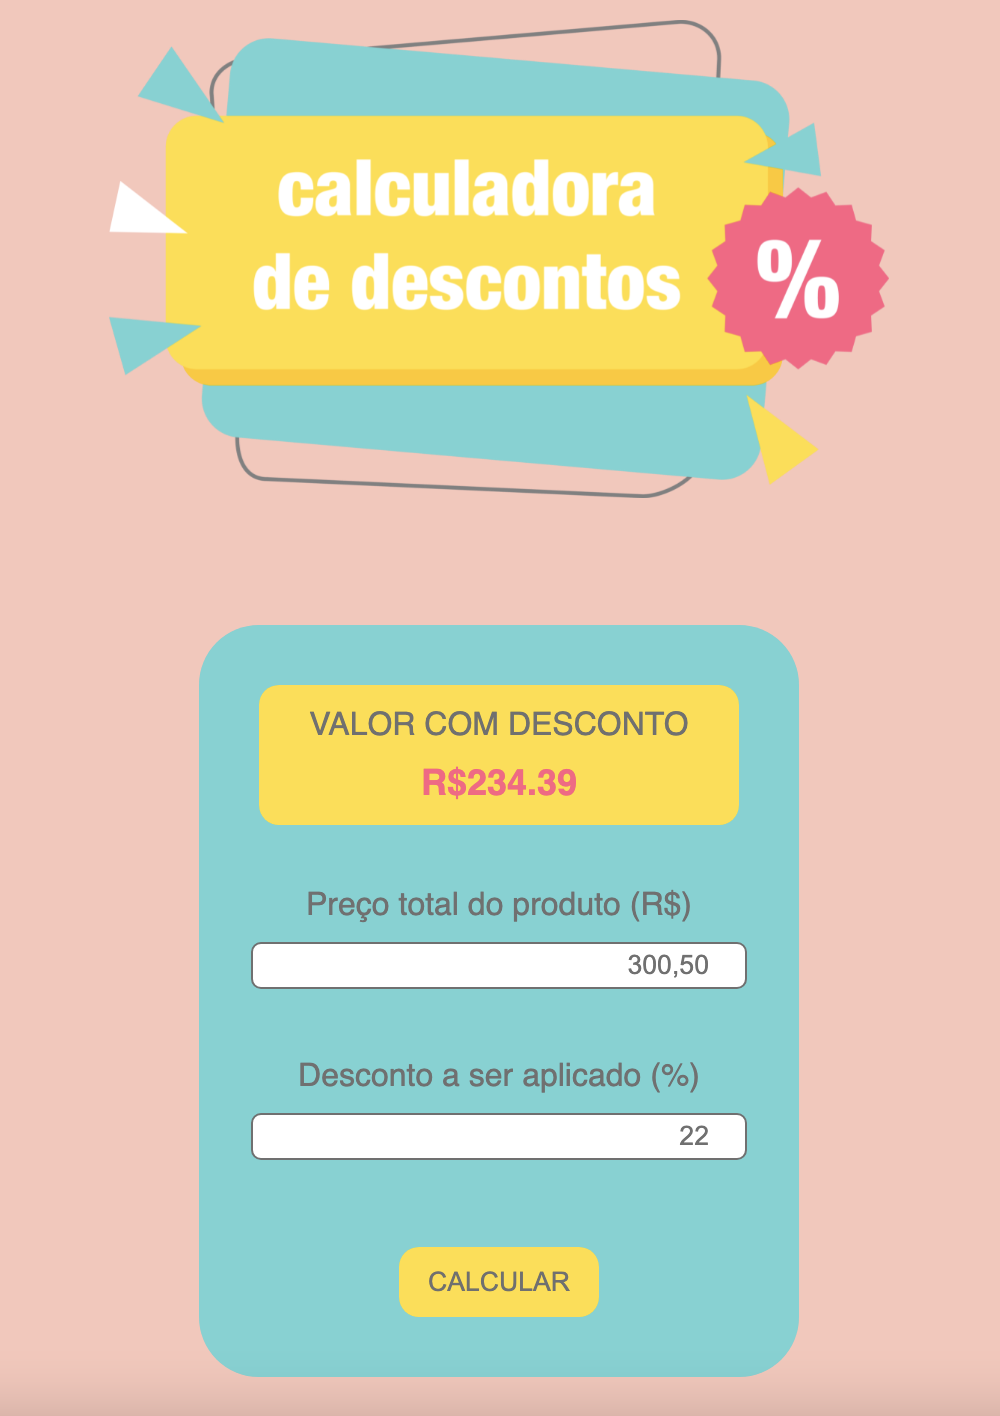 calculadora
de descontos
%
VALOR COM DESCONTO
R$234.39
Preço total do produto (R$)
300,50
Desconto a ser aplicado (%)
22
CALCULAR